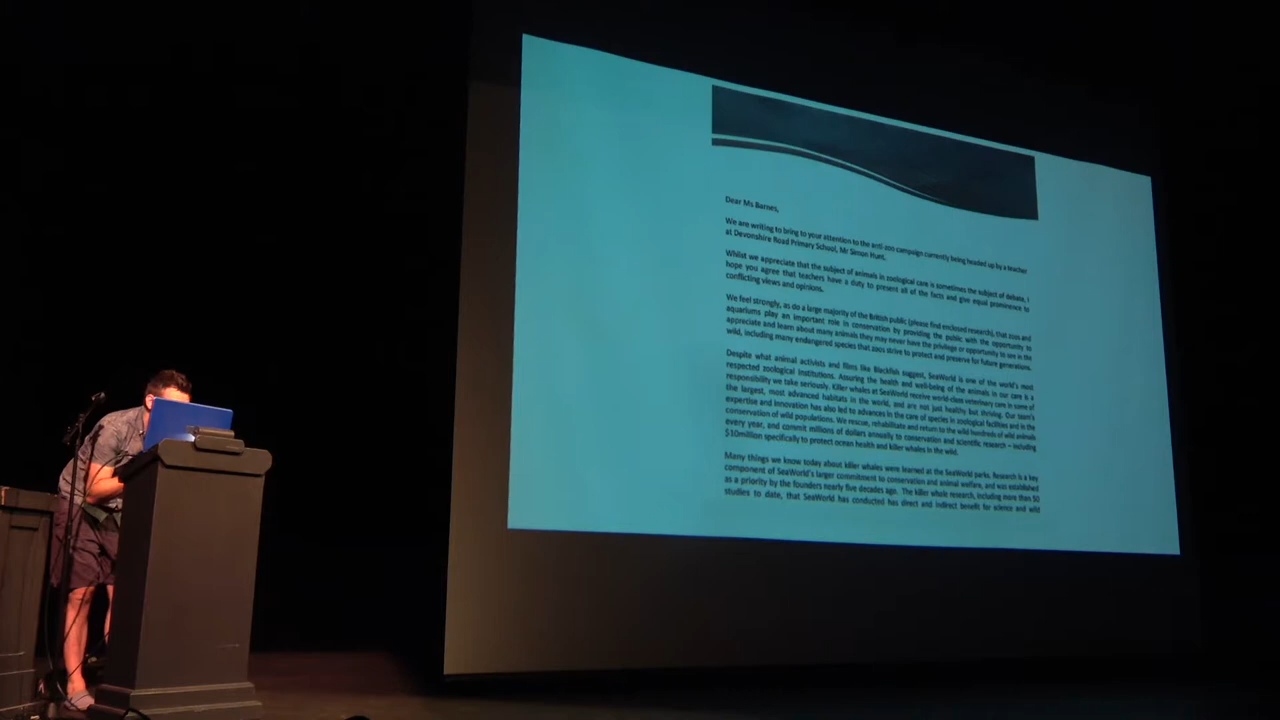 Dear Ms Barnes,
We are writing to bring to your attention to the anti-zoo campaign currently being headed up by a teacher
at Devonshire Road Primary School, Mr Simon Hunt.
Whilst we appreciate that the subject of animals in zoological care is sometimes the subject of debate, I
hope you agree that teachers have a duty to present all of the facts and give equal prominence to
conflicting views and opinions.
We feel strongly, as do a large majority of the British public (please find enclosed research), that zoos and
aquariums play an important role in conservation by providing the public with the opportunity to
appreciate and learn about many animals they may never have the privilege or opportunity to see in the
wild, including many endangered species that zoos strive to protect and preserve for future generations.
Despite what animal activists and films like Blackfish suggest, SeaWorld is one of the world's most
respected zoological institutions. Assuring the health and well-being of the animals in our care is a
responsibility we take seriously. Killer whales at SeaWorld receive world-class veterinary care in some of
the largest, most advanced habitats in the world, and are not just healthy but thriving. Our team's
expertise and innovation has also led to advances in the care of species in zoological facilities and in the
conservation of wild populations. We rescue, rehabilitate and return to the wild hundreds of wild animals
every year, and commit millions of dollars annually to conservation and scientific research – including
$10million specifically to protect ocean health and killer whales in the wild.
Many things we know today about killer whales were learned at the SeaWorld parks. Research is a key
component of SeaWorld's larger commitment to conservation and animal welfare, and was established
as a priority by the founders nearly five decades ago. The killer whale research, including more than 50
studies to date, that SeaWorld has conducted has direct and indirect benefit for science and wild